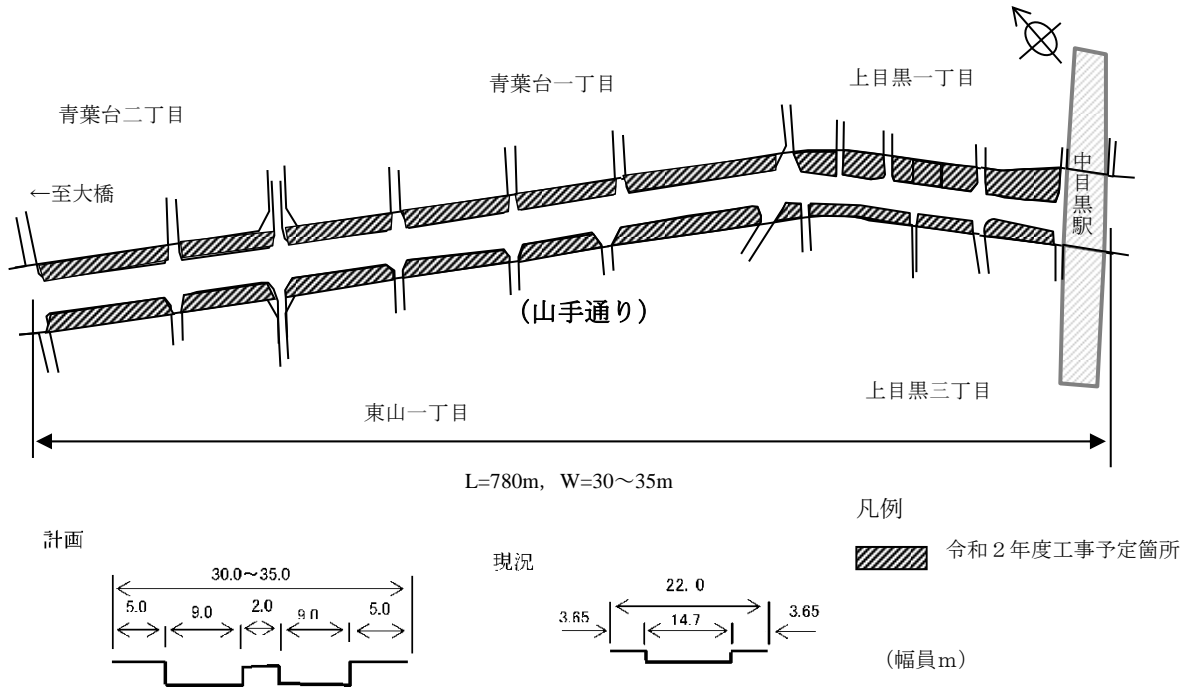 青葉台二丁目
青葉台一丁目
上目黒一丁目
←至大橋
中目黒駅
(山手通り)
東山一丁目
上目黒三丁目
L=780m, W=30～35m
凡例
令和２年度工事予定箇所
計画
30.0～35.0
5.0 9.0 2.0 9.0 5.0
現況
22.0
3.65 14.7 3.65
(幅員ｍ)